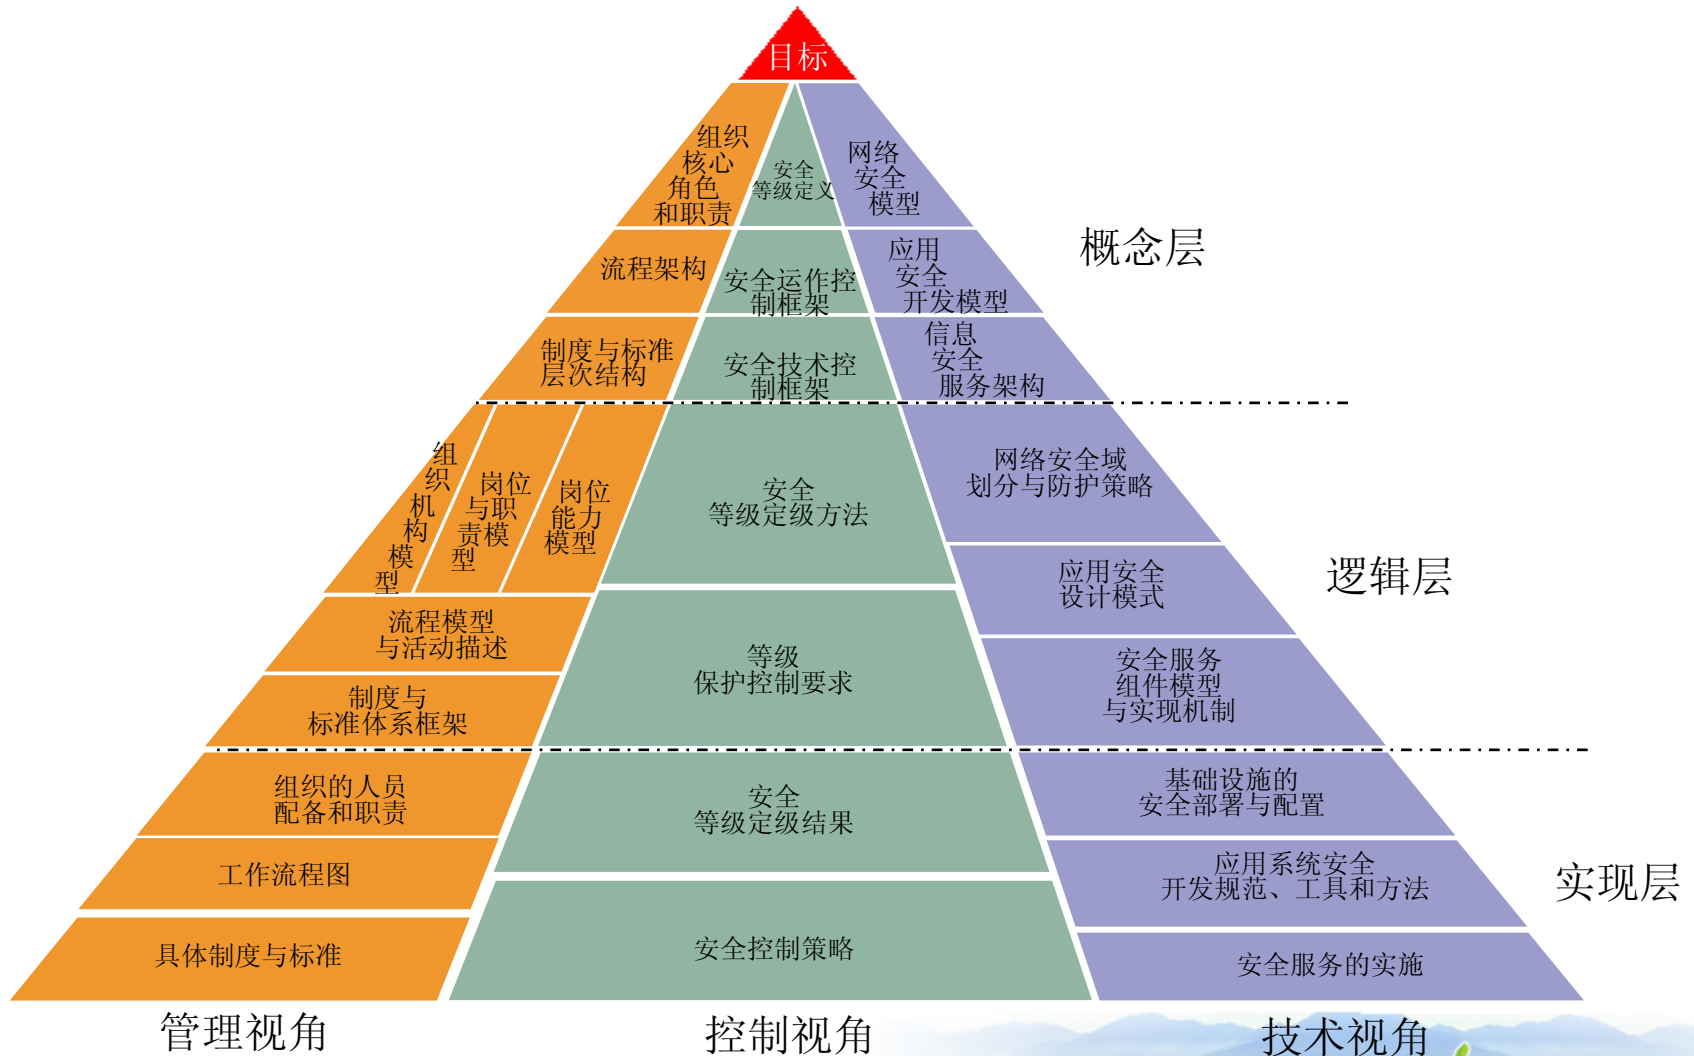 目标
组织
核心
角色
和职责
安全
等级定义
网络
安全
模型
流程架构
安全运作控
制框架
应用
安全
开发模型
概念层
制度与标准
层次结构
安全技术控
制框架
信息
安全
服务架构
组
织
机
构
模
型
岗位
与职
责模
型
岗位
能力
模型
安全
等级定级方法
网络安全域
划分与防护策略
应用安全
设计模式
逻辑层
流程模型
与活动描述
等级
保护控制要求
安全服务
组件模型
与实现机制
制度与
标准体系框架
组织的人员
配备和职责
安全
等级定级结果
基础设施的
安全部署与配置
工作流程图
应用系统安全
开发规范、工具和方法
实现层
具体制度与标准
安全控制策略
安全服务的实施
管理视角
控制视角
技术视角